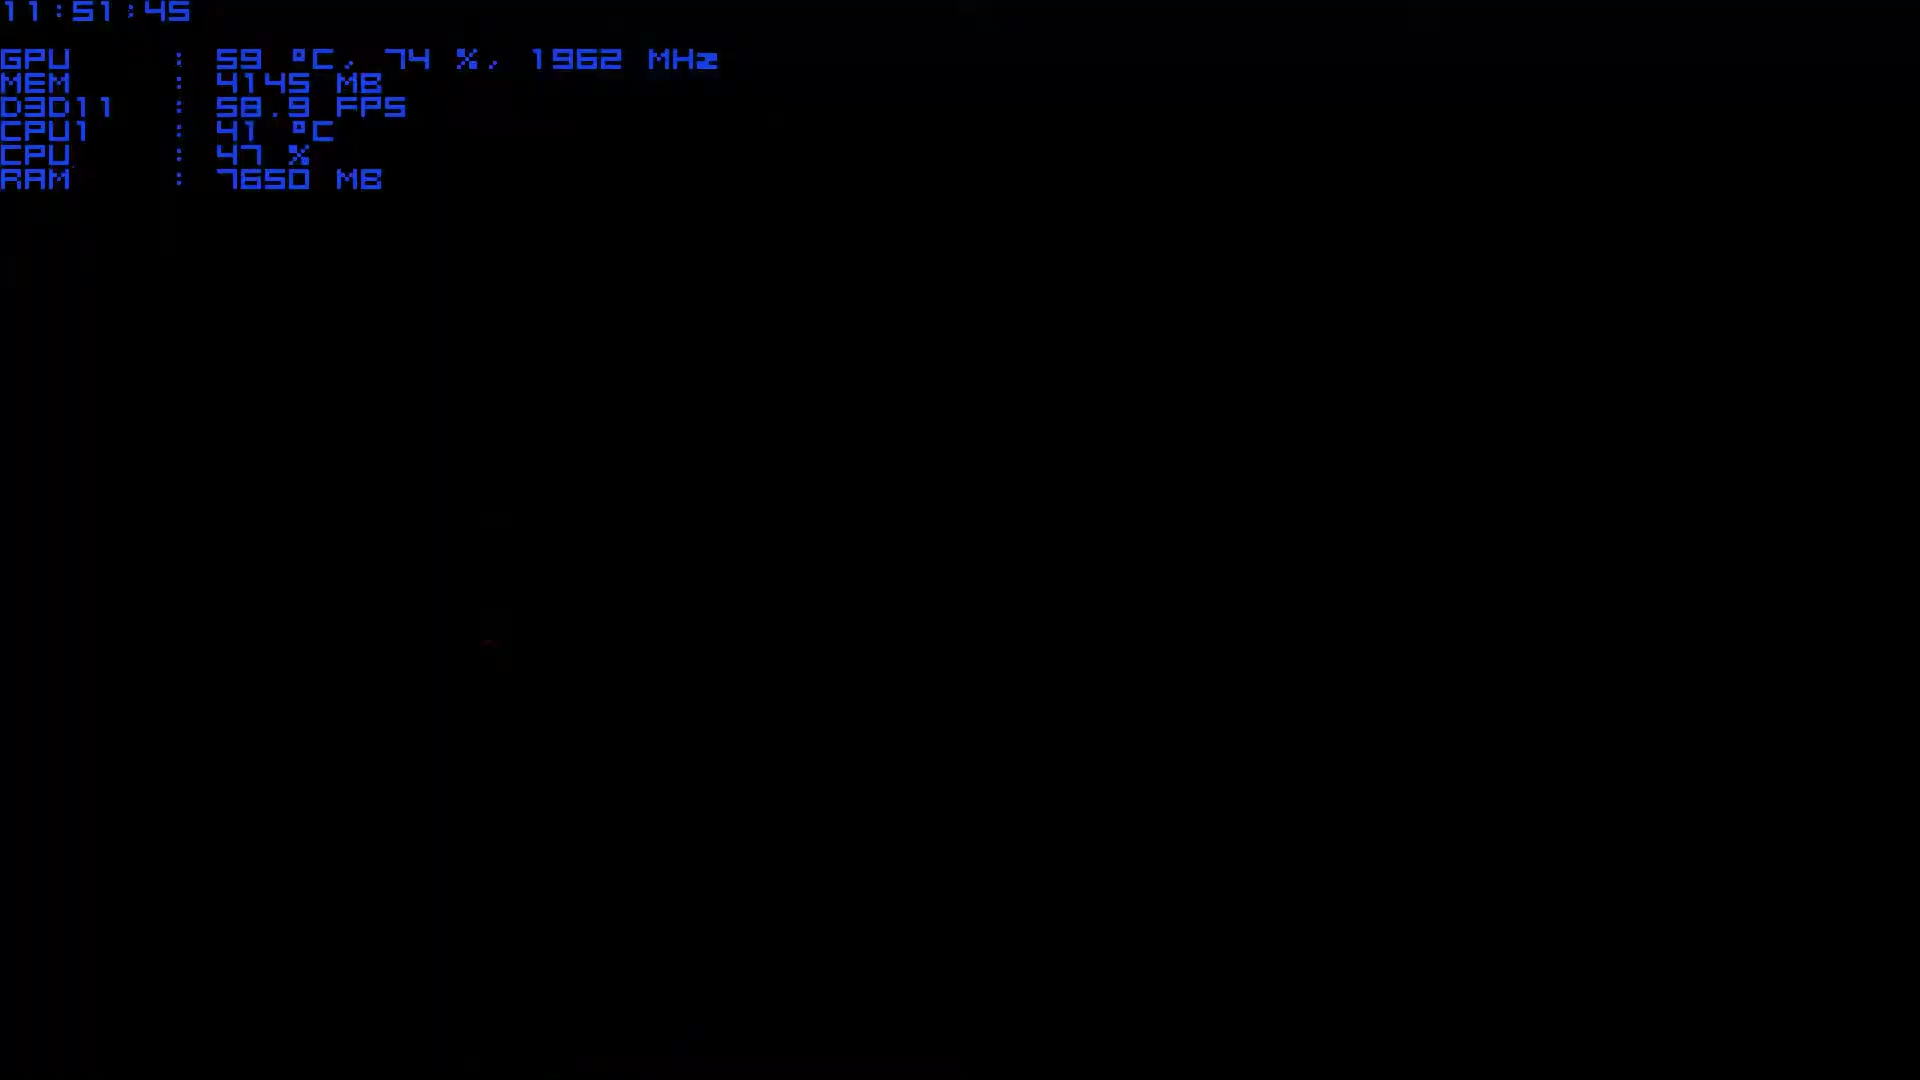 11:51:45
GPU : 59 °C, 74 %, 1962 MHz
MEM : 4145 MB
D3D11 : 58.9 FPS
CPU1 : 41 °C
CPU : 47 %
RAM : 7650 MB